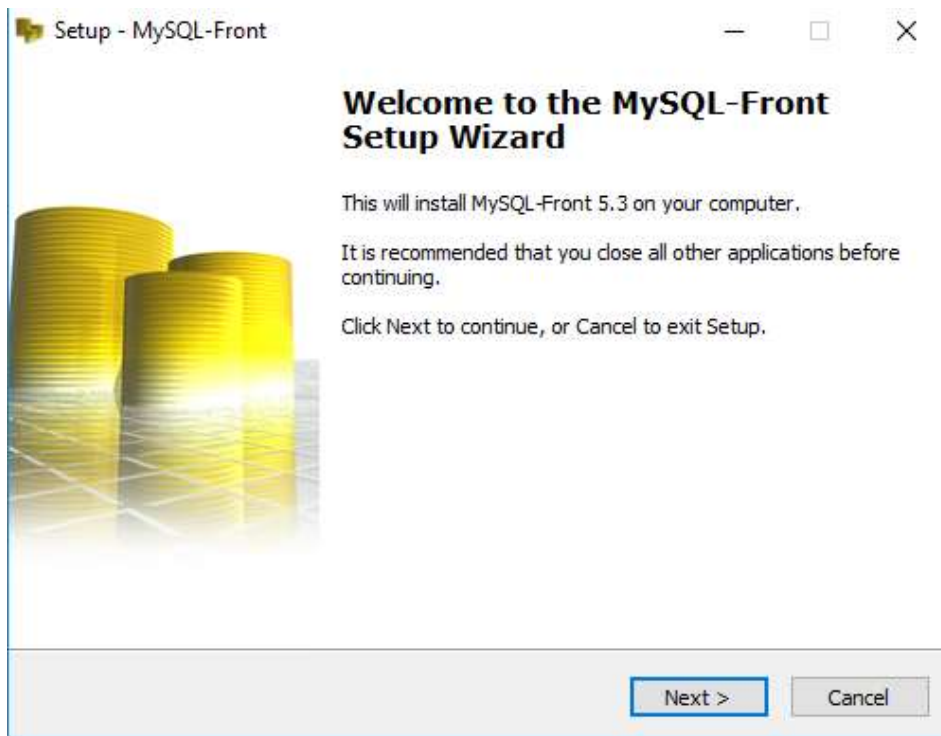 Setup - MySQL-Front
Welcome to the MySQL-Front
Setup Wizard
This will install MySQL-Front 5.3 on your computer.
It is recommended that you close all other applications before
continuing.
Click Next to continue, or Cancel to exit Setup.
Next >
Cancel